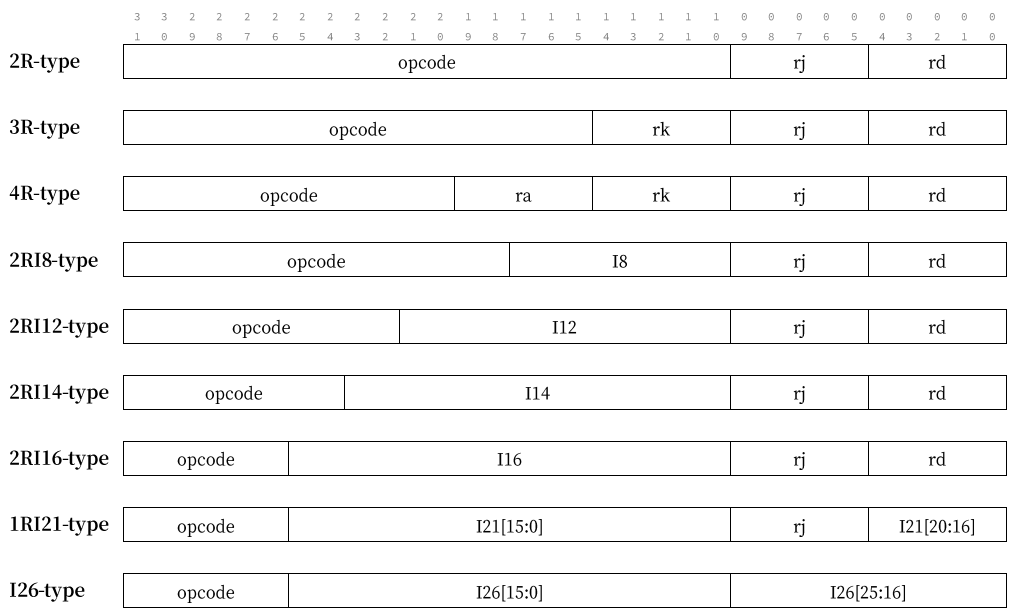 3 3 2 2 2 2 2 2 2 2 2 2 1 1 1 1 1 1 1 1 1 1 0 0 0 0 0 0 0 0 0 0
1 0 9 8 7 6 5 4 3 2 1 0 9 8 7 6 5 4 3 2 1 0 9 8 7 6 5 4 3 2 1 0
2R-type opcode rj rd
3R-type opcode rk rj rd
4R-type opcode ra rk rj rd
2RI8-type opcode I8 rj rd
2RI12-type opcode I12 rj rd
2RI14-type opcode I14 rj rd
2RI16-type opcode I16 rj rd
1RI21-type opcode I21[15:0] rj I21[20:16]
I26-type opcode I26[15:0] I26[25:16]